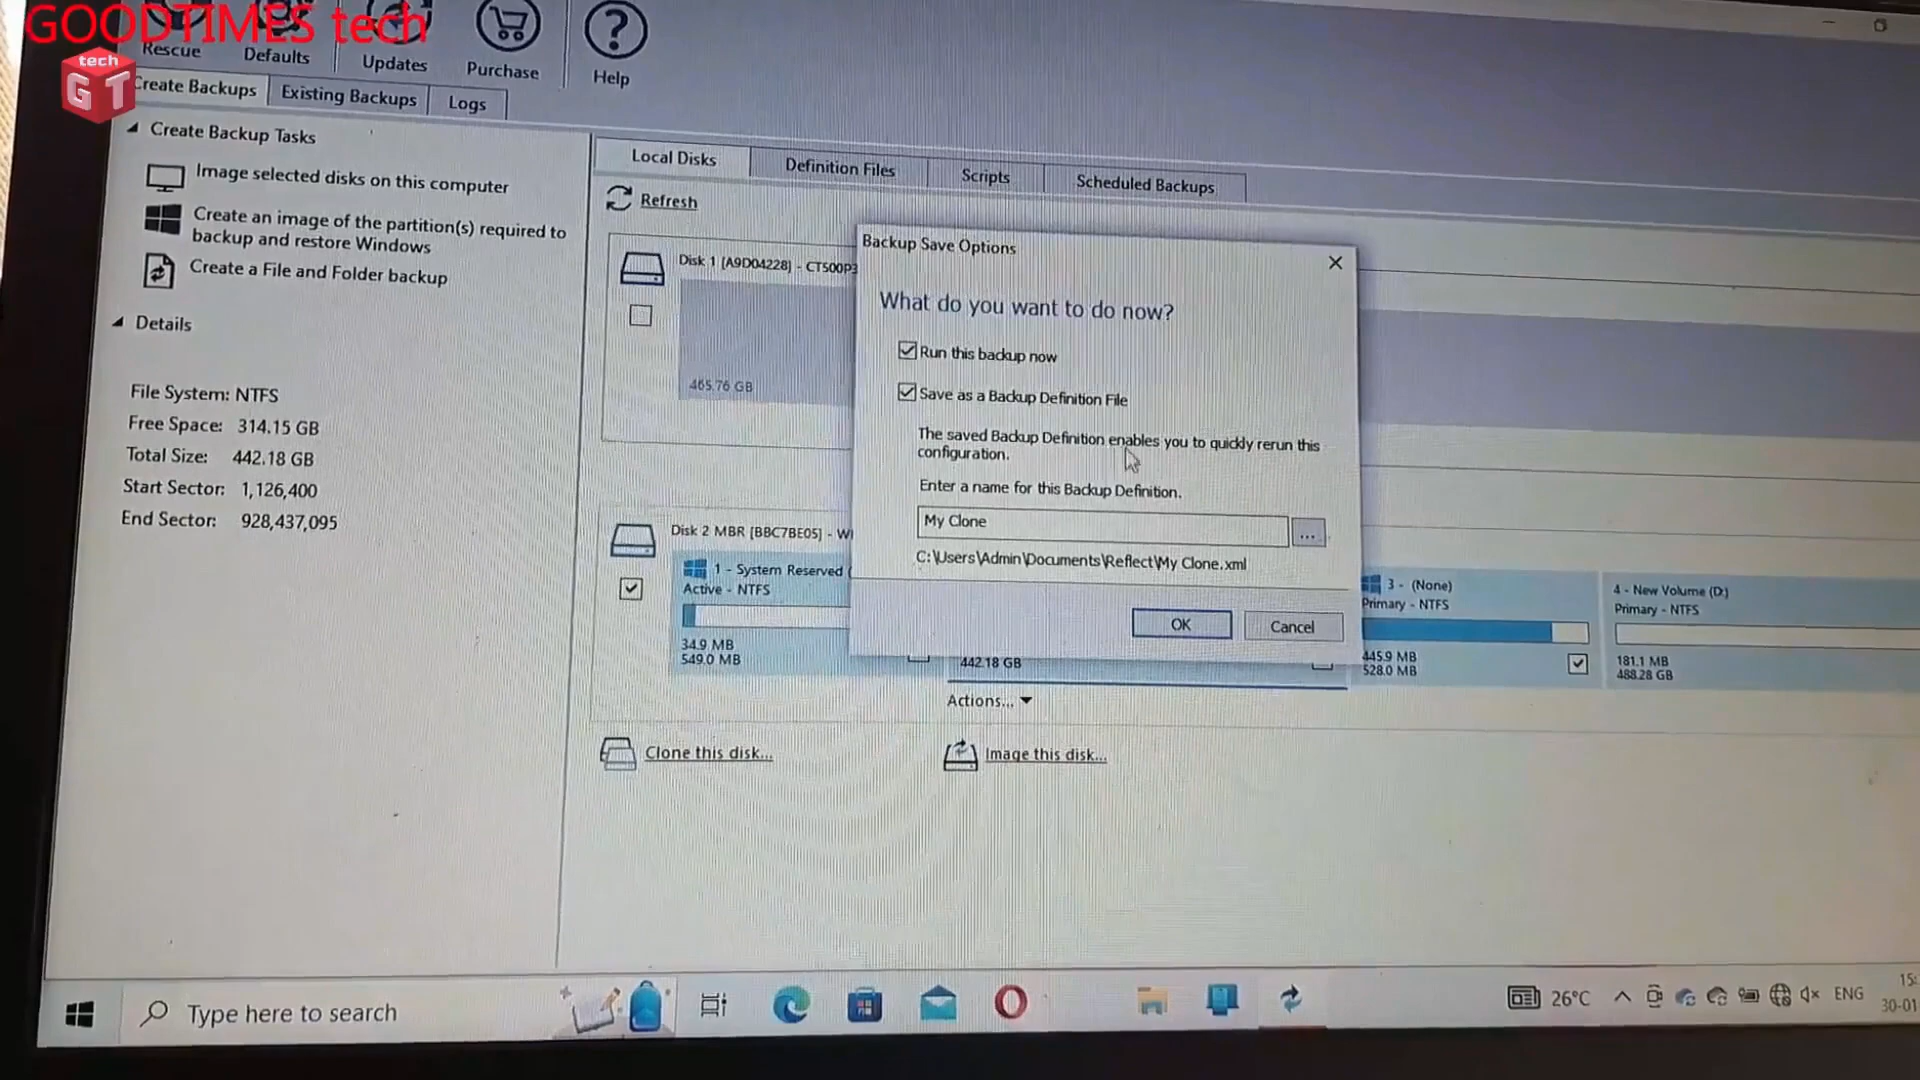 GOODTIMES tech
tech
GT
Rescue
Defaults
Updates
Purchase
Help
Create Backups
Existing Backups
Logs
Create Backup Tasks
Image selected disks on this computer
Create an image of the partition(s) required to
backup and restore Windows
Create a File and Folder backup
Details
File System: NTFS
Free Space: 314.15 GB
Total Size: 442.18 GB
Start Sector: 1,126,400
End Sector: 928,437,095
Local Disks
Definition Files
Scripts
Scheduled Backups
Refresh
Disk 1 [A9D04228] - CT500P3
465.76 GB
Backup Save Options
What do you want to do now?
Run this backup now
Save as a Backup Definition File
The saved Backup Definition enables you to quickly rerun this
configuration.
Enter a name for this Backup Definition.
My Clone
...
C:\Users\Admin\Documents\Reflect\My Clone.xml
OK
Cancel
Disk 2 MBR [BBC7BE05] - W
1 - System Reserved (
Active - NTFS
34.9 MB
549.0 MB
442.18 GB
3 - (None)
Primary - NTFS
445.9 MB
528.0 MB
4 - New Volume (D:)
Primary - NTFS
181.1 MB
488.28 GB
Actions...
Clone this disk...
Image this disk...
Type here to search
26°C
ENG
15:
30-01